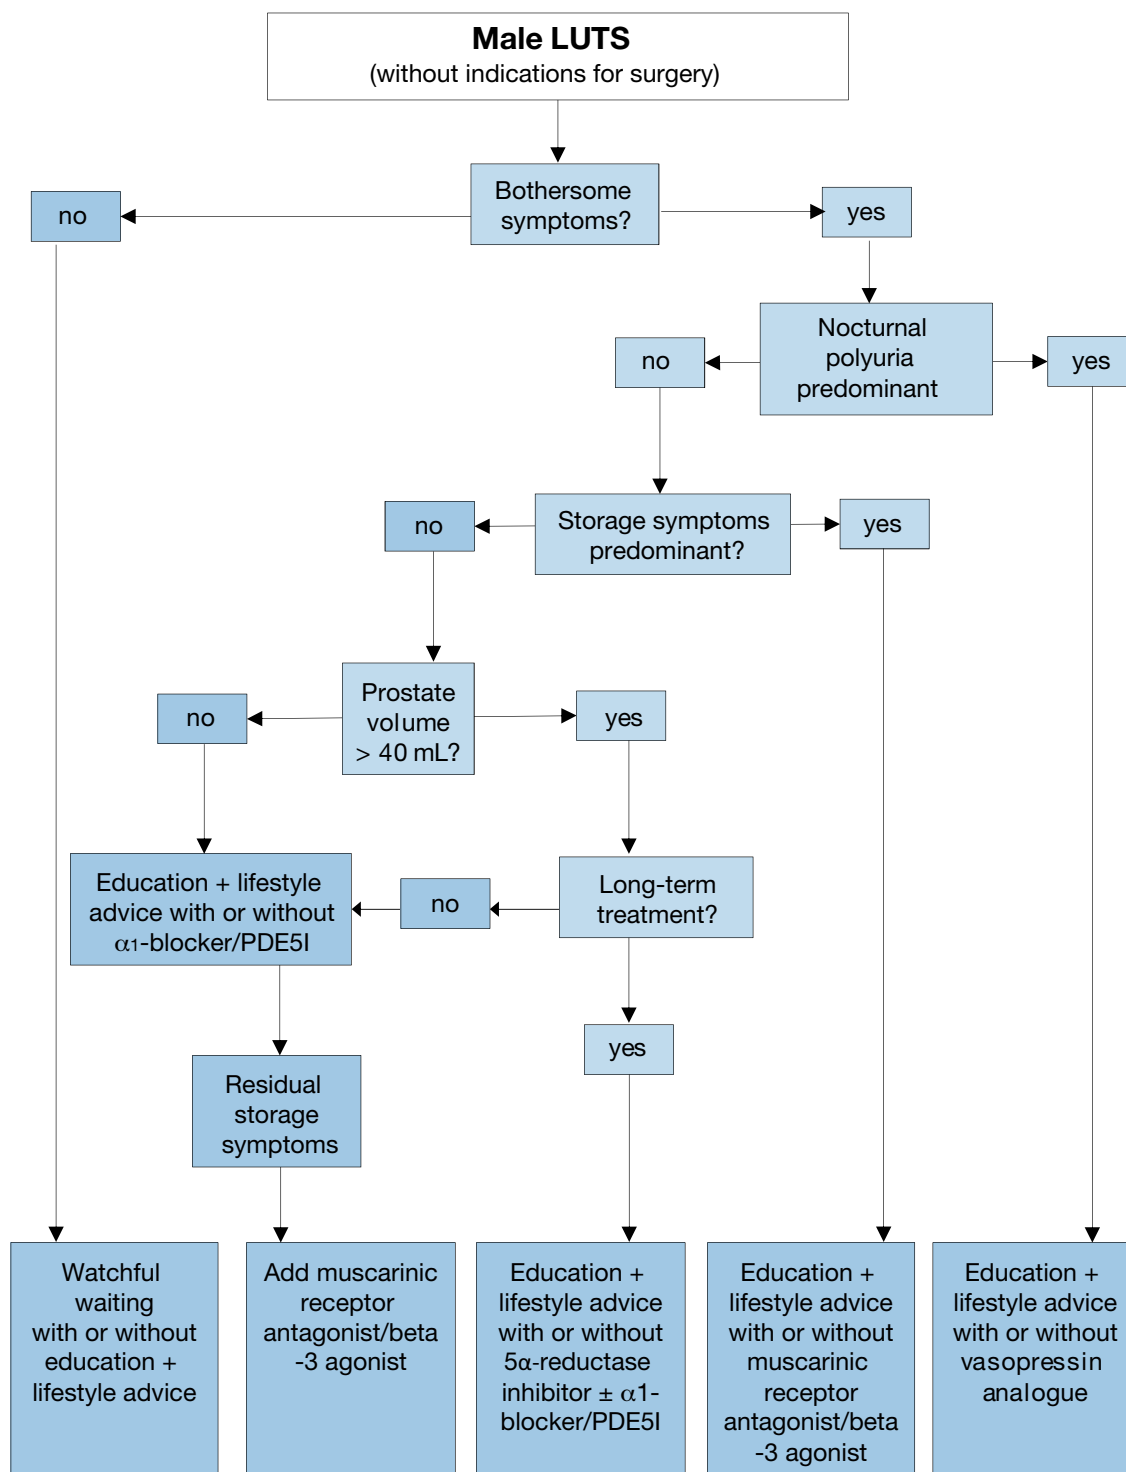 Male LUTS
(without indications for surgery)
Bothersome
symptoms?
no
yes
Nocturnal
polyuria
predominant
no
yes
Storage symptoms
predominant?
no
yes
Prostate
volume
> 40 mL?
no
yes
Education + lifestyle
advice with or without
α1-blocker/PDE5I
no
Long-term
treatment?
yes
Residual
storage
symptoms
Watchful
waiting
with or without
education +
lifestyle advice
Add muscarinic
receptor
antagonist/beta
-3 agonist
Education +
lifestyle advice
with or without
5α-reductase
inhibitor ± α1-
blocker/PDE5I
Education +
lifestyle advice
with or without
muscarinic
receptor
antagonist/beta
-3 agonist
Education +
lifestyle advice
with or without
vasopressin
analogue